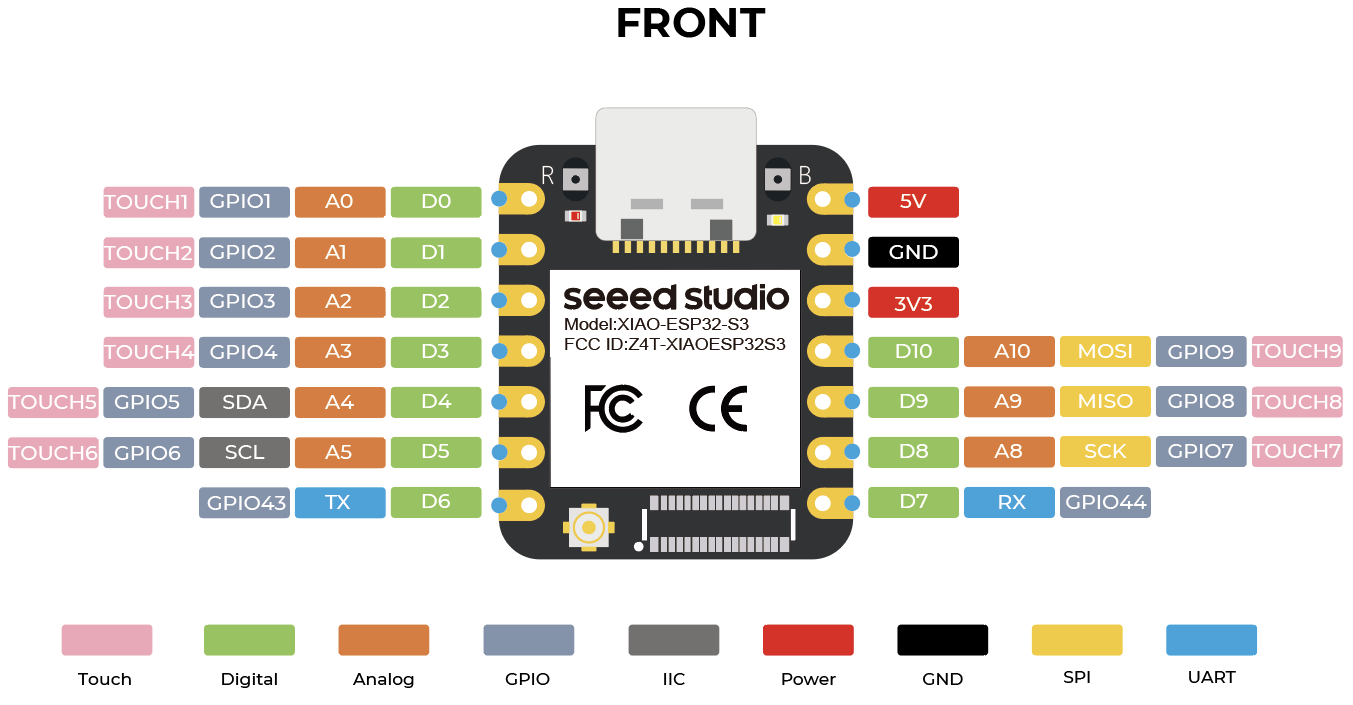 FRONT
R B
TOUCH1 GPIO1 A0 D0 5V
TOUCH2 GPIO2 A1 D1 GND
TOUCH3 GPIO3 A2 D2 3V3
seeed studio
Model:XIAO-ESP32-S3
FCC ID:Z4T-XIAOESP32S3
TOUCH4 GPIO4 A3 D3 D10 A10 MOSI GPIO9 TOUCH9
TOUCH5 GPIO5 SDA A4 D4 FC CE D9 A9 MISO GPIO8 TOUCH8
TOUCH6 GPIO6 SCL A5 D5 D8 A8 SCK GPIO7 TOUCH7
GPIO43 TX D6 D7 RX GPIO44
Touch Digital Analog GPIO IIC Power GND SPI UART